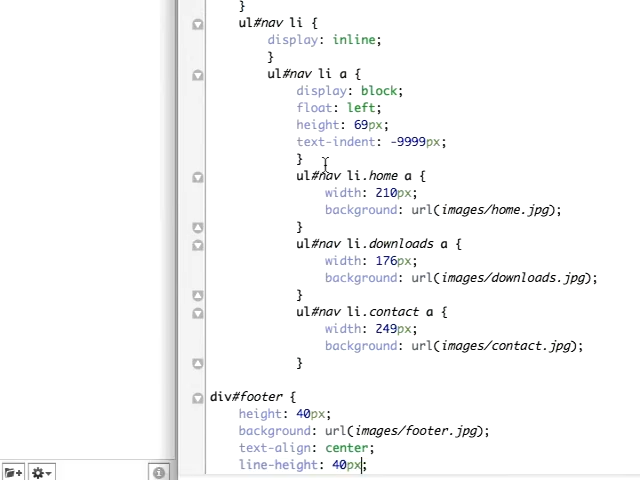 }
ul#nav li {
display: inline;
}
ul#nav li a {
display: block;
float: left;
height: 69px;
text-indent: -9999px;
}
ul#nav li.home a {
width: 210px;
background: url(images/home.jpg);
}
ul#nav li.downloads a {
width: 176px;
background: url(images/downloads.jpg);
}
ul#nav li.contact a {
width: 249px;
background: url(images/contact.jpg);
}
div#footer {
height: 40px;
background: url(images/footer.jpg);
text-align: center;
line-height: 40px;